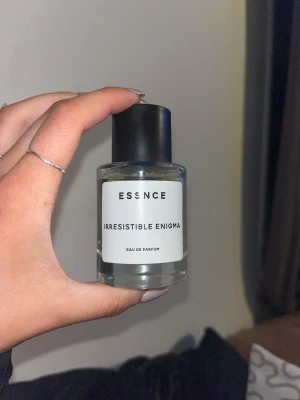 ESSNCE
IRRESISTIBLE ENIGMA
EAU DE PARFUM